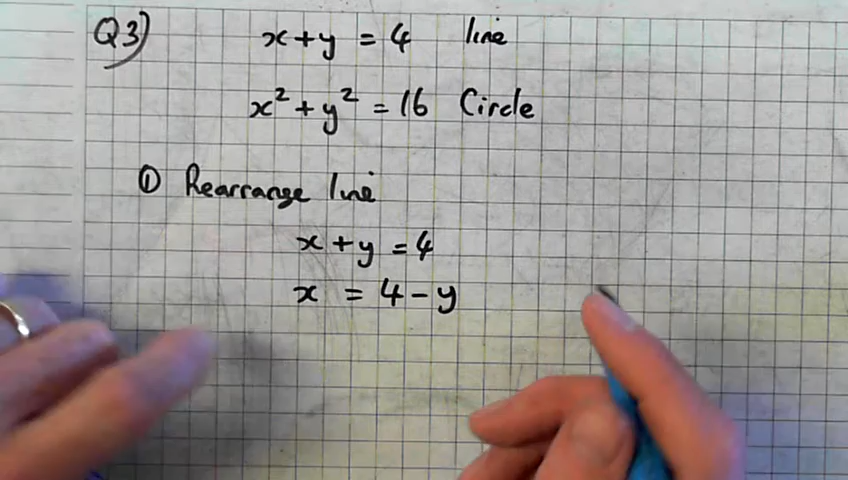 Q3) x + y = 4 line
x² + y² = 16 Circle
① Rearrange line
x + y = 4
x = 4 - y